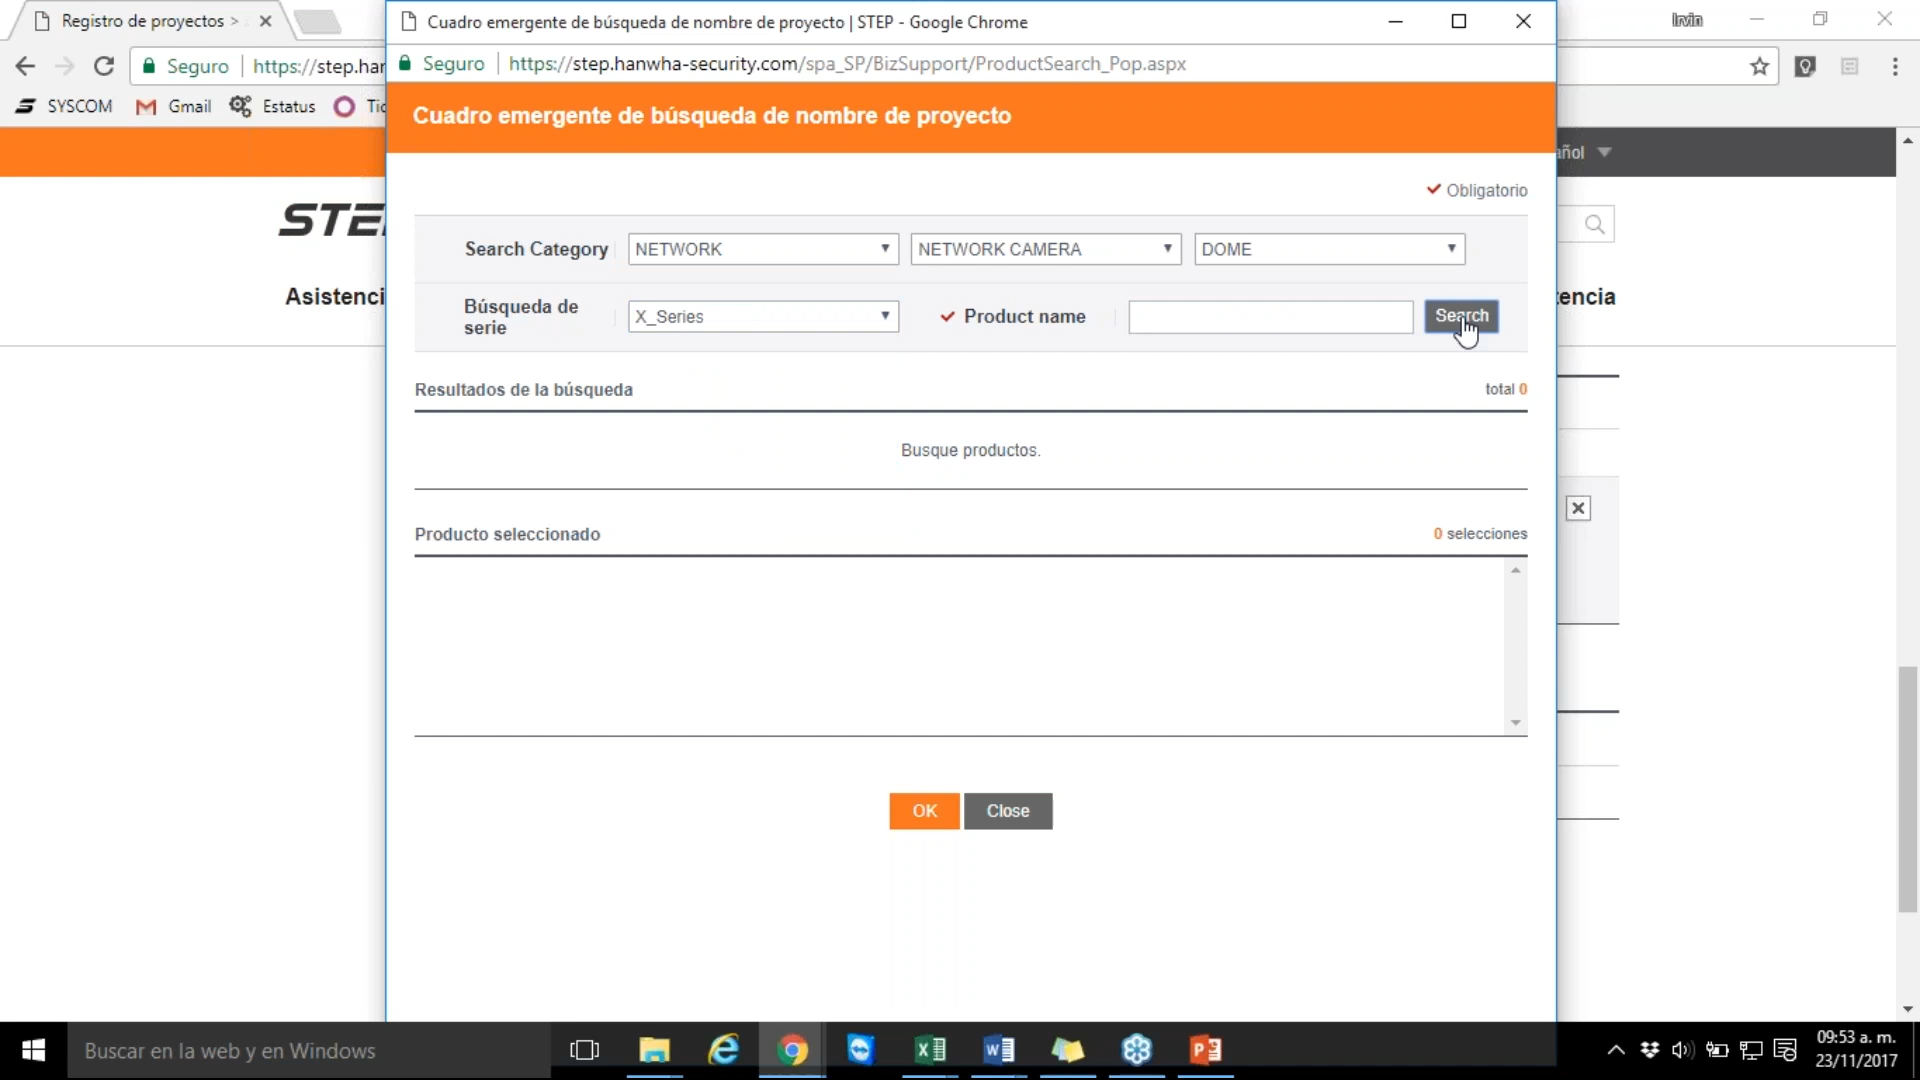 Registro de proyectos >
Cuadro emergente de búsqueda de nombre de proyecto | STEP - Google Chrome
Irvin
Seguro
https://step.har
Seguro
https://step.hanwha-security.com/spa_SP/BizSupport/ProductSearch_Pop.aspx
SYSCOM
Gmail
Estatus
Tic
Cuadro emergente de búsqueda de nombre de proyecto
añol
Obligatorio
STE
Search Category
NETWORK
NETWORK CAMERA
DOME
Asistenci
Búsqueda de
serie
X_Series
Product name
Search
tencia
Resultados de la búsqueda
total 0
Busque productos.
Producto seleccionado
0 selecciones
OK
Close
Buscar en la web y en Windows
09:53 a. m.
23/11/2017